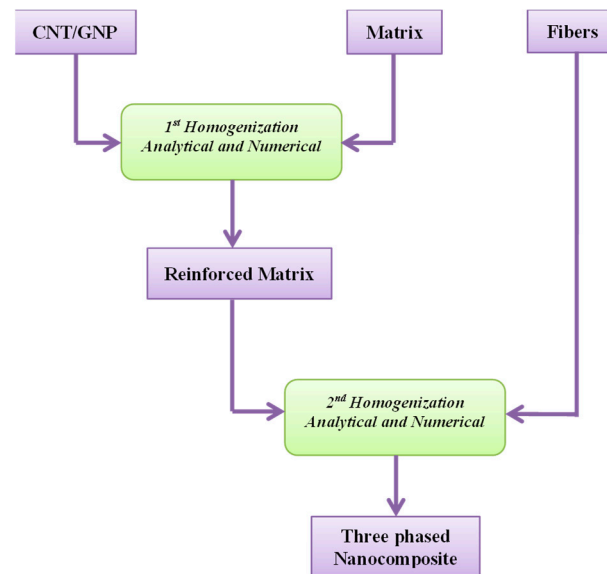 CNT/GNP
Matrix
Fibers
1st Homogenization
Analytical and Numerical
Reinforced Matrix
2nd Homogenization
Analytical and Numerical
Three phased
Nanocomposite